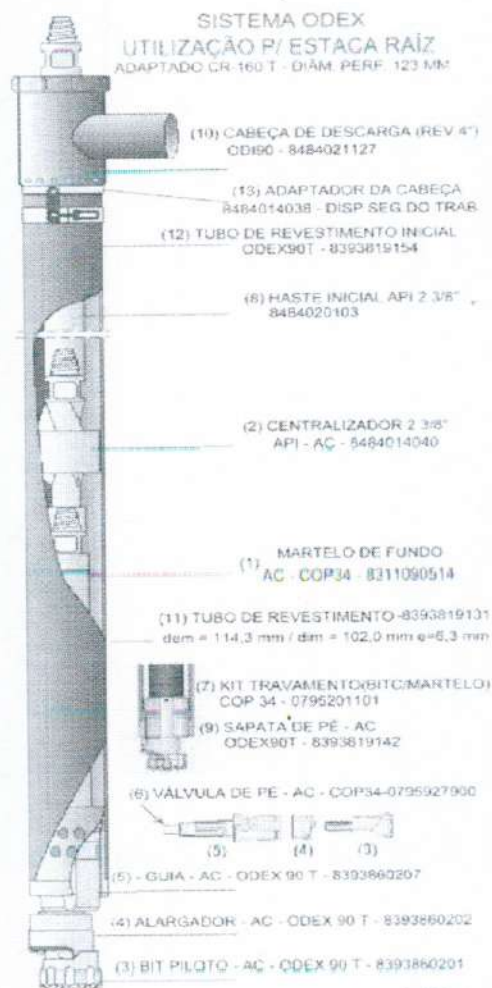 SISTEMA ODEX
UTILIZAÇÃO P/ ESTACA RAÍZ
ADAPTADO CR-160 T - DIÂM. PERF. 123 MM
(10) CABEÇA DE DESCARGA (REV 4")
ODI90 - 8484021127
(13) ADAPTADOR DA CABEÇA
8484014038 - DISP SEG.DO TRAB.
(12) TUBO DE REVESTIMENTO INICIAL
ODEX90T - 8393819154
(8) HASTE INICIAL API 2 3/8"
8484020103
(2) CENTRALIZADOR 2 3/8"
API - AC - 8484014040
(1) MARTELO DE FUNDO
AC - COP34 - 8311090514
(11) TUBO DE REVESTIMENTO -8393819131
dem = 114,3 mm / dim = 102,0 mm e=6,3 mm
(7) KIT TRAVAMENTO(BITC/MARTELO)
COP 34 - 0795201101
(9) SAPATA DE PÉ - AC
ODEX90T - 8393819142
(6) VÁLVULA DE PÉ - AC - COP34-0795927900
(5) (4) (3)
(5) - GUIA - AC - ODEX 90 T - 8393860207
(4) ALARGADOR - AC - ODEX 90 T - 8393860202
(3) BIT PILOTO - AC - ODEX 90 T - 8393860201